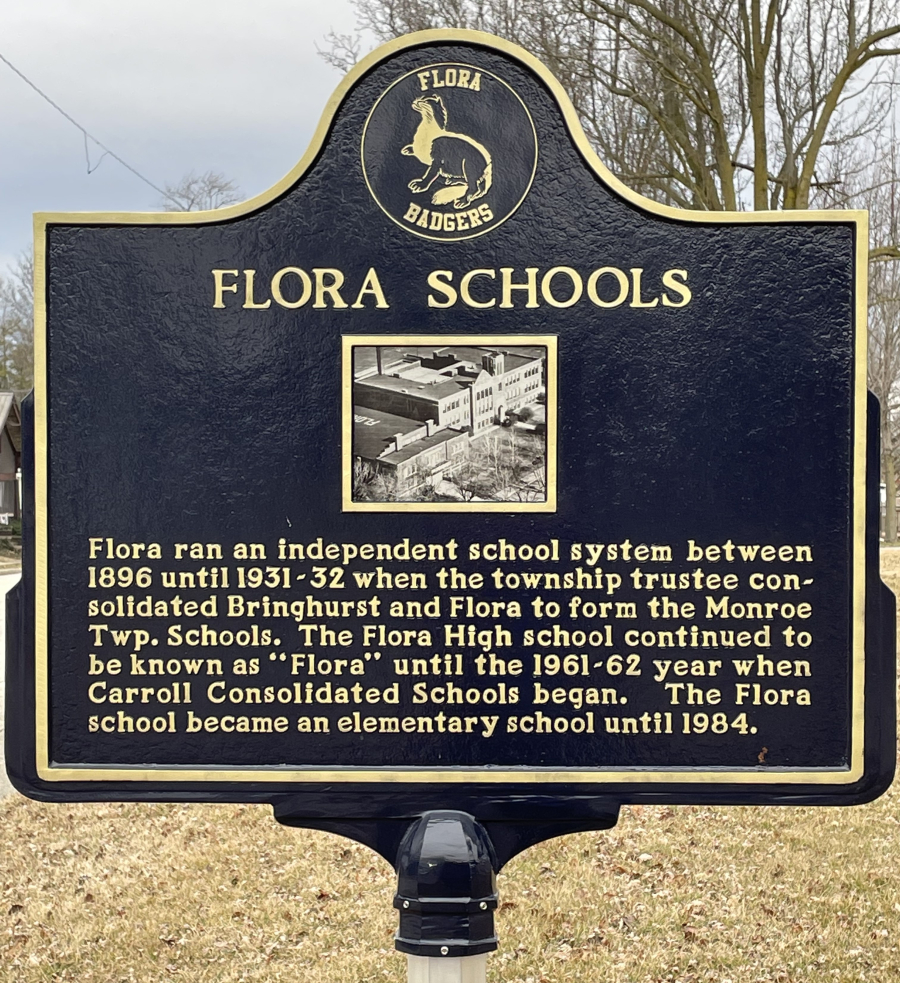 FLORA
BADGERS
FLORA SCHOOLS
Flora ran an independent school system between
1896 until 1931-32 when the township trustee con-
solidated Bringhurst and Flora to form the Monroe
Twp. Schools. The Flora High school continued to
be known as "Flora" until the 1961-62 year when
Carroll Consolidated Schools began. The Flora
school became an elementary school until 1984.